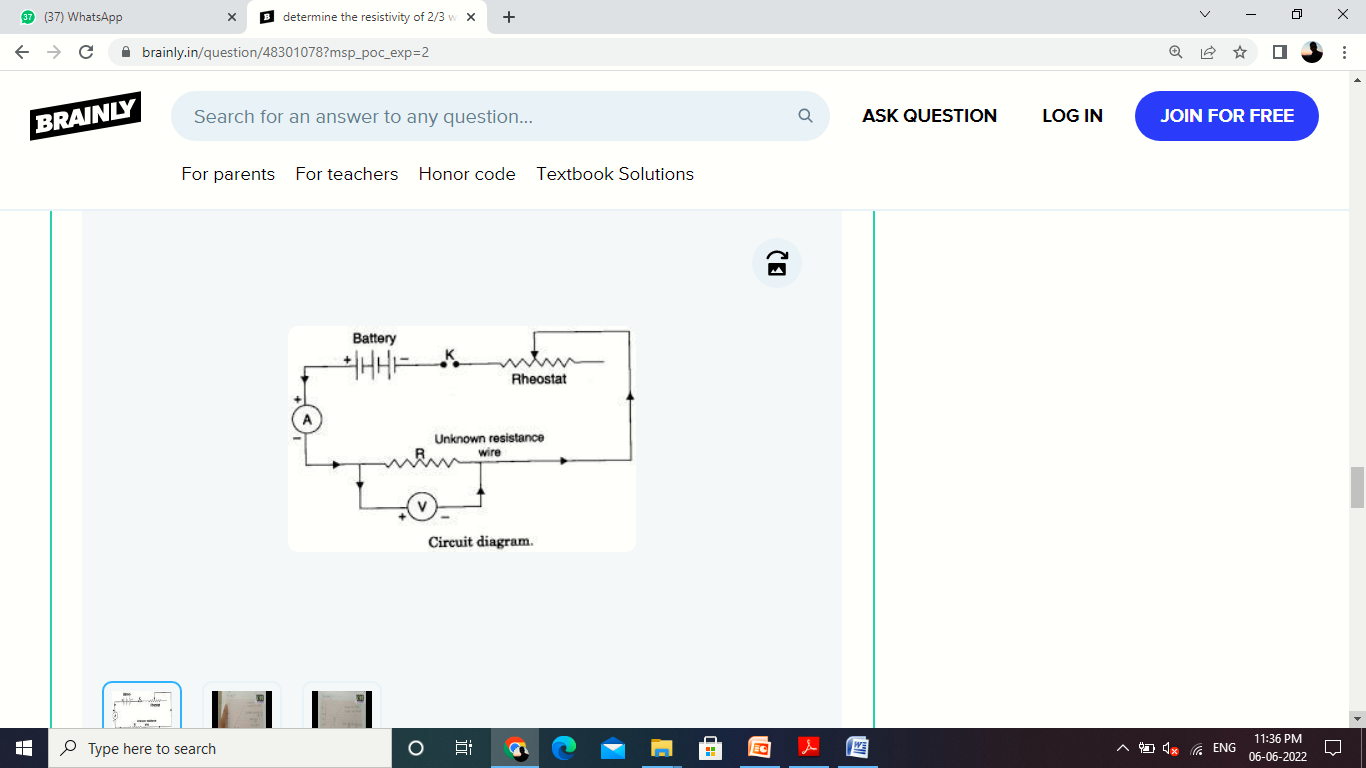 37 (37) WhatsApp
B determine the resistivity of 2/3 w
brainly.in/question/48301078?msp_poc_exp=2
BRAINLY
Search for an answer to any question...
ASK QUESTION
LOG IN
JOIN FOR FREE
For parents For teachers Honor code Textbook Solutions
Battery
+ − K
Rheostat
+
A
−
Unknown resistance
R wire
V
+ −
Circuit diagram.
Type here to search
ENG
11:36 PM
06-06-2022